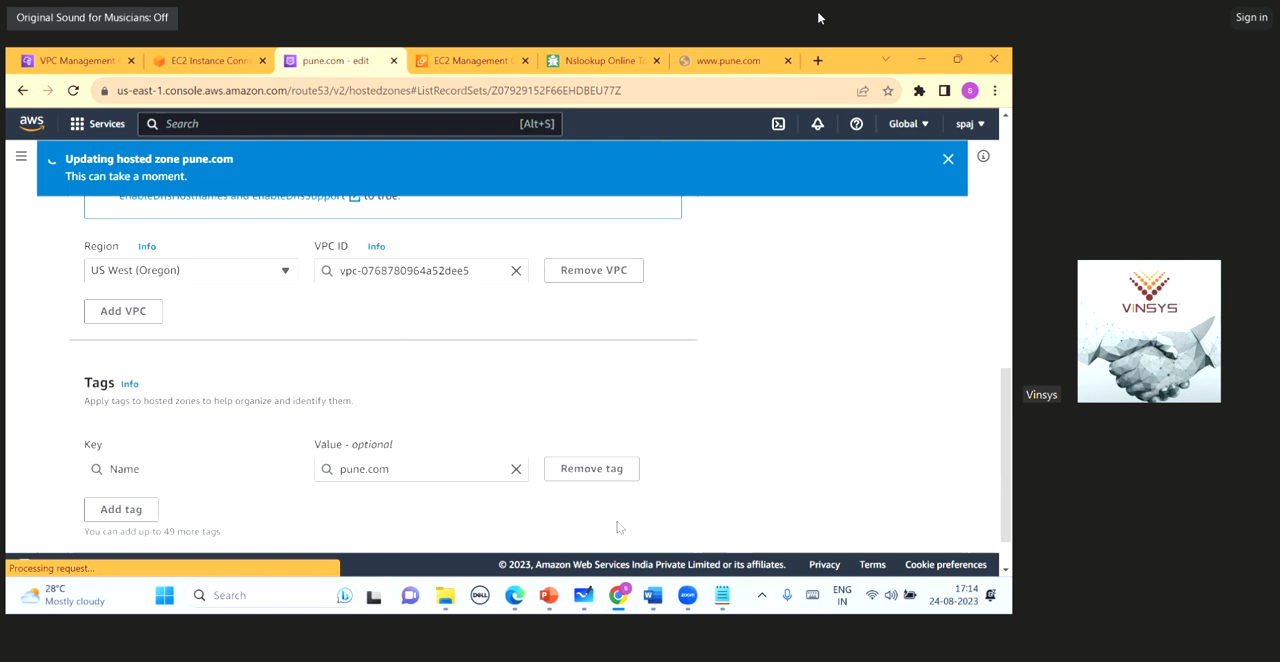 Original Sound for Musicians: Off
Sign in
VPC Management
EC2 Instance Conn
pune.com - edit
EC2 Management
Nslookup Online
www.pune.com
us-east-1.console.aws.amazon.com/route53/v2/hostedzones#ListRecordSets/Z07929152F66EHDBEU77Z
S
aws
Services
Search
[Alt+S]
Global
spaj
Updating hosted zone pune.com
This can take a moment.
enableDnsHostnames and enableDnsSupport to true.
Region Info
VPC ID Info
US West (Oregon)
vpc-0768780964a52dee5
Remove VPC
Add VPC
Tags Info
Apply tags to hosted zones to help organize and identify them.
Key
Value - optional
Name
pune.com
Remove tag
Add tag
You can add up to 49 more tags
Processing request...
© 2023, Amazon Web Services India Private Limited or its affiliates.
Privacy
Terms
Cookie preferences
28°C
Mostly cloudy
Search
DELL
zoom
ENG
IN
17:14
24-08-2023
VINSYS
Vinsys